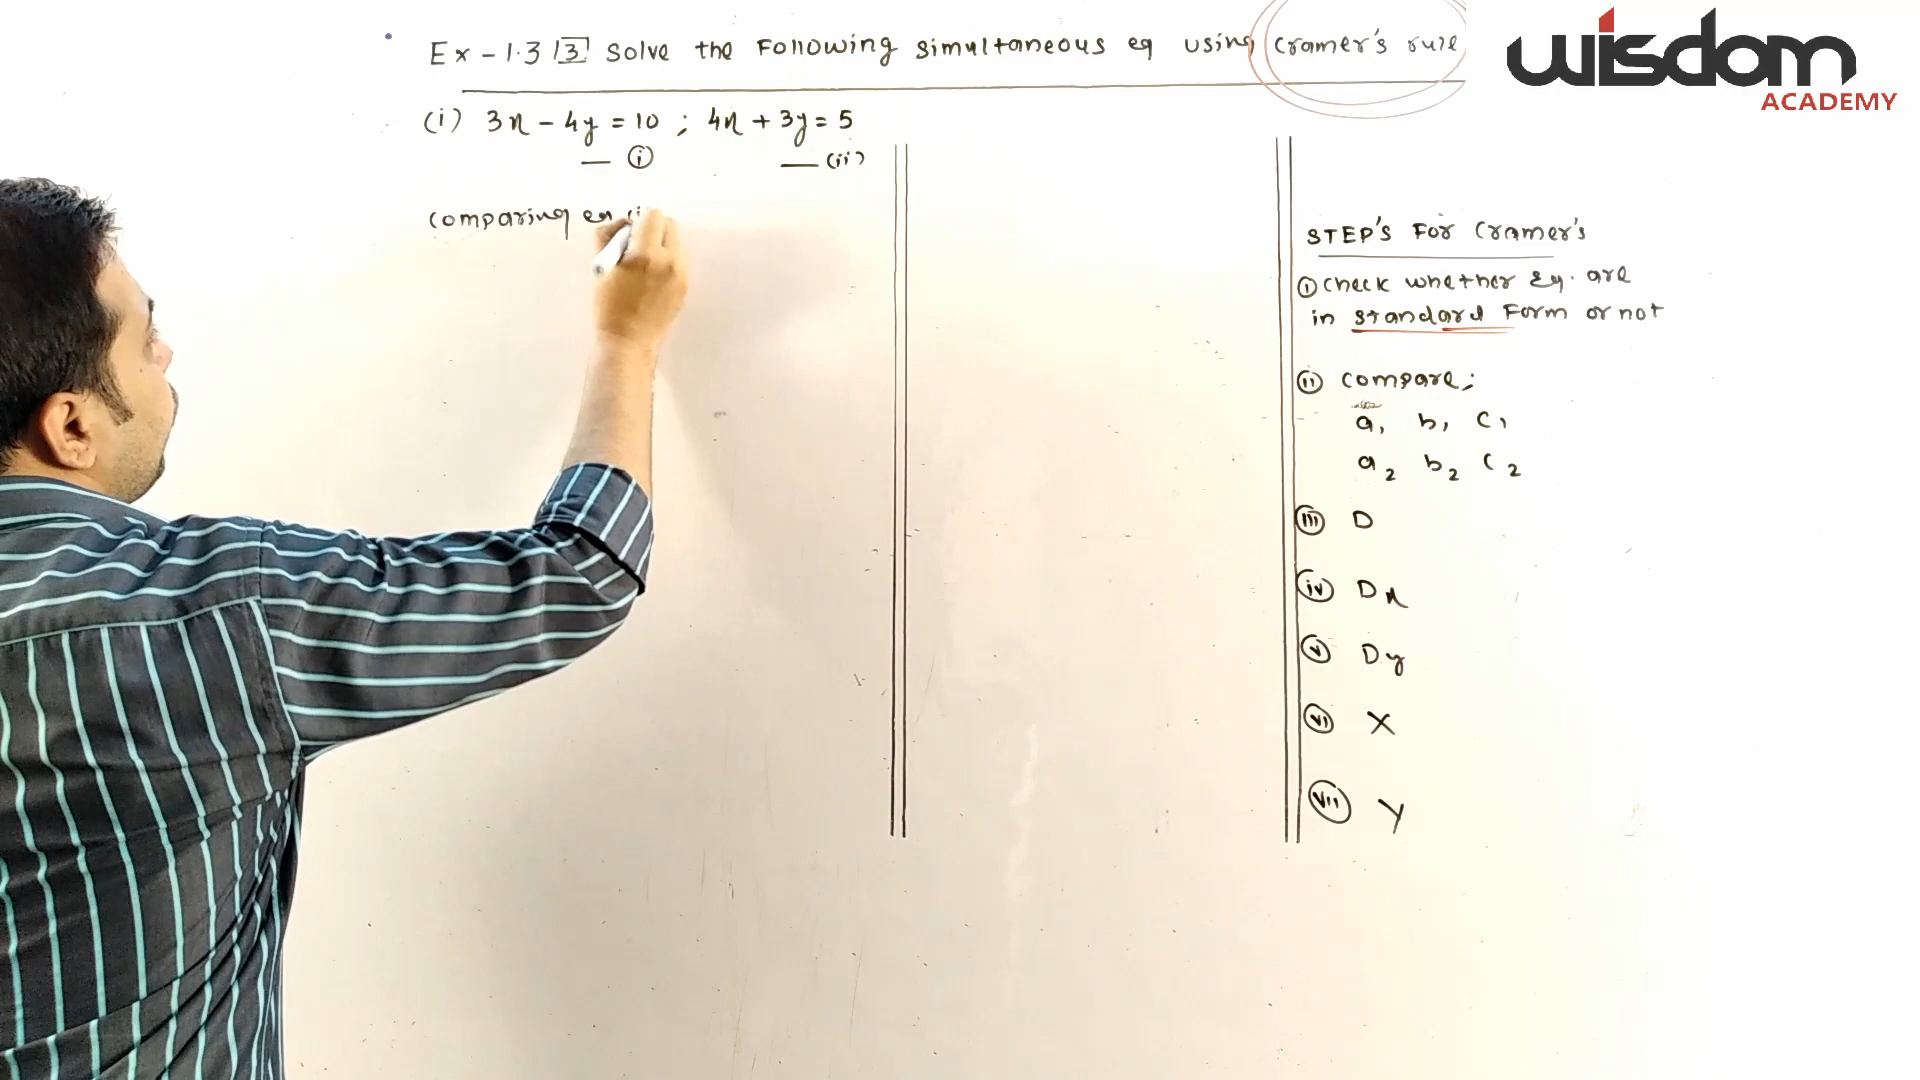 Ex - 1.3 [3] Solve the Following simultaneous eq using Cramer's rule
wisdom
ACADEMY
(i) 3x - 4y = 10 ; 4x + 3y = 5
— (i) — (ii)
Comparing eq (i
STEP'S For Cramer's
(i) Check whether Eq. are
in standard Form or not
(ii) Compare;
a1 b1 C1
a2 b2 C2
(iii) D
(iv) Dx
(v) Dy
(vi) X
(vii) Y